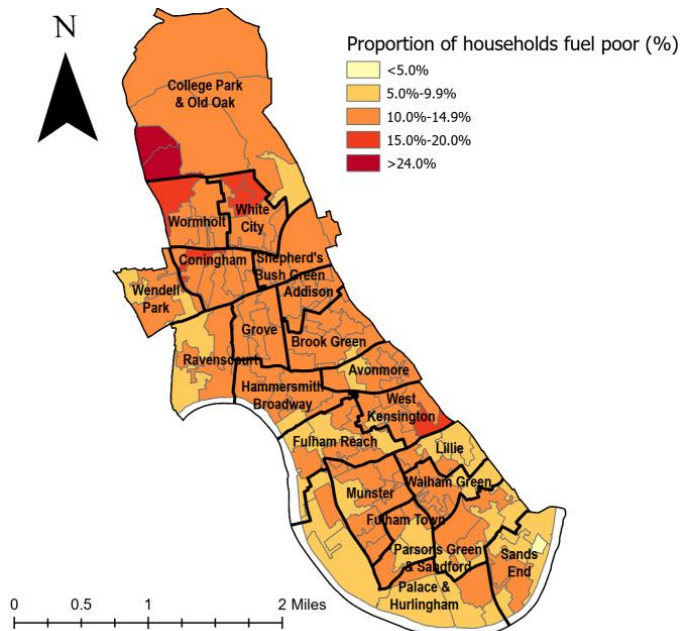 N
Proportion of households fuel poor (%)
<5.0%
5.0%-9.9%
10.0%-14.9%
15.0%-20.0%
>24.0%
College Park
& Old Oak
Wormholt
White
City
Coningham
Shepherd's
Bush Green
Wendell
Park
Addison
Grove
Brook Green
Ravenscourt
Avonmore
Hammersmith
Broadway
West
Kensington
Fulham Reach
Lillie
Walham Green
Munster
Fulham Town
Parsons Green
& Sandford
Sands
End
Palace &
Hurlingham
0 0.5 1 2 Miles